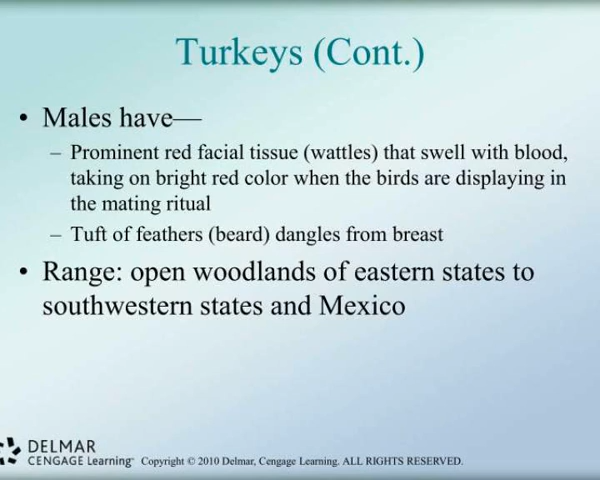 Turkeys (Cont.)
• Males have—
– Prominent red facial tissue (wattles) that swell with blood,
taking on bright red color when the birds are displaying in
the mating ritual
– Tuft of feathers (beard) dangles from breast
• Range: open woodlands of eastern states to
southwestern states and Mexico
DELMAR
CENGAGE Learning™ Copyright © 2010 Delmar, Cengage Learning. ALL RIGHTS RESERVED.